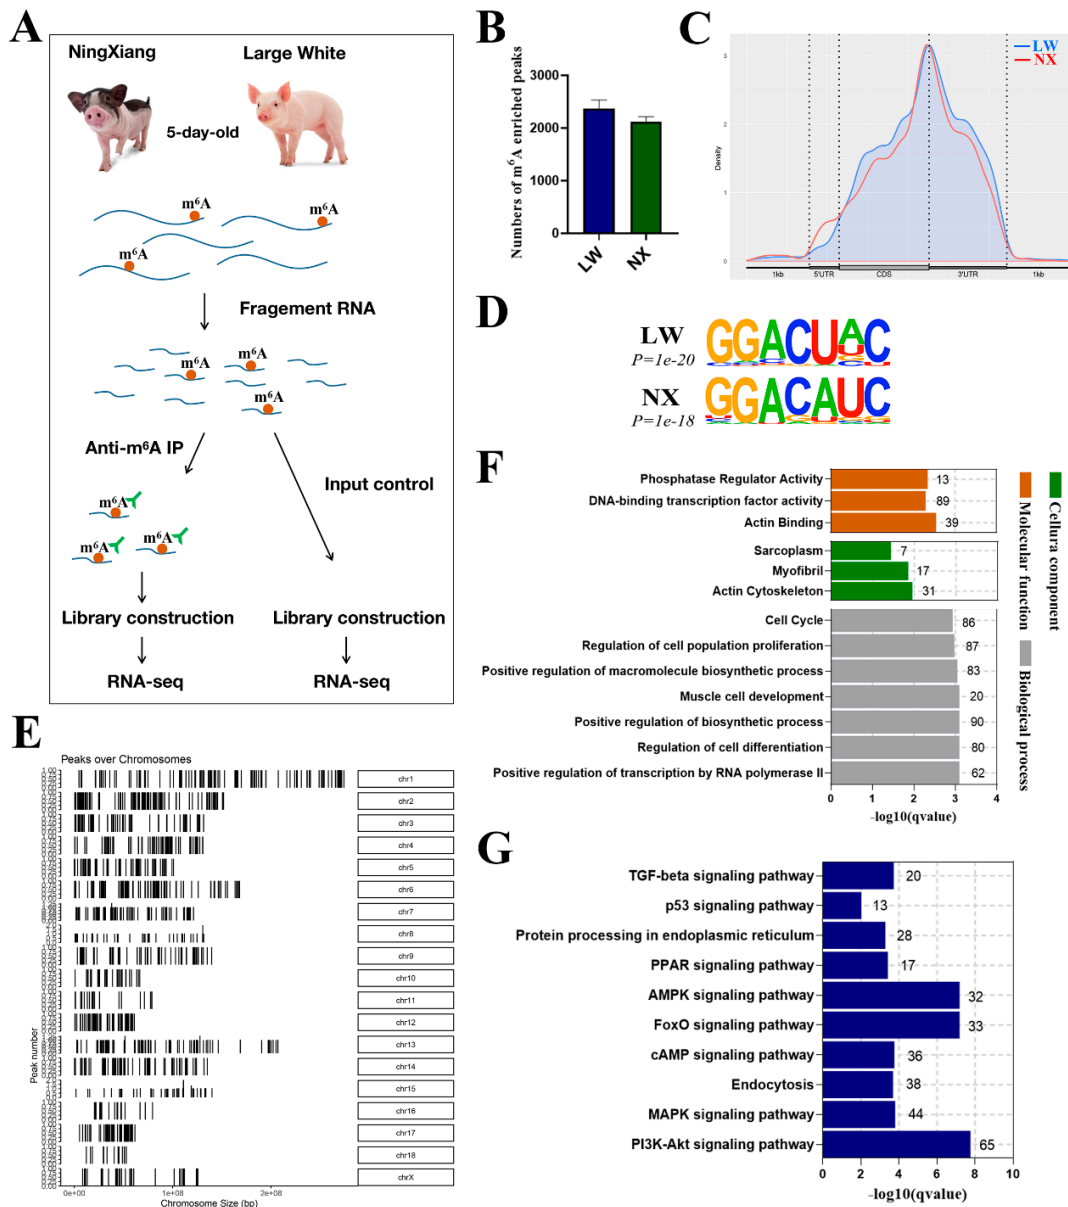 A
NingXiang
Large White
5-day-old
m⁶A
m⁶A
m⁶A
Fragement RNA
m⁶A
m⁶A
m⁶A
Anti-m⁶A IP
Input control
m⁶A
m⁶A
m⁶A
Library construction
Library construction
RNA-seq
RNA-seq
B
Numbers of m⁶A enriched peaks
3000
2000
1000
0
LW
NX
C
LW
NX
Density
3
2
1
0
1kb
5'UTR
CDS
3'UTR
1kb
D
LW
P=1e-20
GGACUAC
NX
P=1e-18
GGACAUC
E
Peaks over Chromosomes
Peak number
chr1
chr2
chr3
chr4
chr5
chr6
chr7
chr8
chr9
chr10
chr11
chr12
chr13
chr14
chr15
chr16
chr17
chr18
chrX
0e+00
1e+08
2e+08
Chromosome Size (bp)
F
Phosphatase Regulator Activity 13
DNA-binding transcription factor activity 89
Actin Binding 39
Sarcoplasm 7
Myofibril 17
Actin Cytoskeleton 31
Cell Cycle 86
Regulation of cell population proliferation 87
Positive regulation of macromolecule biosynthetic process 83
Muscle cell development 20
Positive regulation of biosynthetic process 90
Regulation of cell differentiation 80
Positive regulation of transcription by RNA polymerase II 62
0 1 2 3 4
-log10(qvalue)
Cellura component
Molecular function
Biological process
G
TGF-beta signaling pathway 20
p53 signaling pathway 13
Protein processing in endoplasmic reticulum 28
PPAR signaling pathway 17
AMPK signaling pathway 32
FoxO signaling pathway 33
cAMP signaling pathway 36
Endocytosis 38
MAPK signaling pathway 44
PI3K-Akt signaling pathway 65
0 2 4 6 8 10
-log10(qvalue)